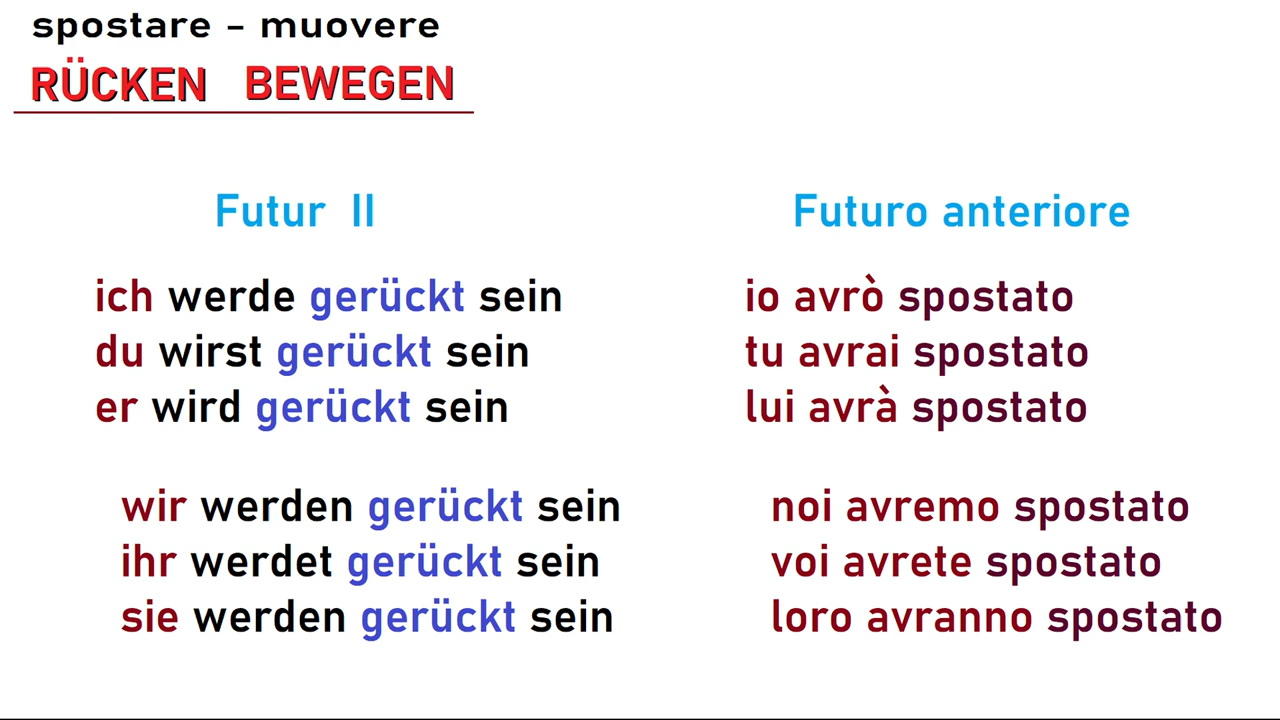 spostare – muovere
RÜCKEN BEWEGEN
Futur II
ich werde gerückt sein
du wirst gerückt sein
er wird gerückt sein
wir werden gerückt sein
ihr werdet gerückt sein
sie werden gerückt sein
Futuro anteriore
io avrò spostato
tu avrai spostato
lui avrà spostato
noi avremo spostato
voi avrete spostato
loro avranno spostato